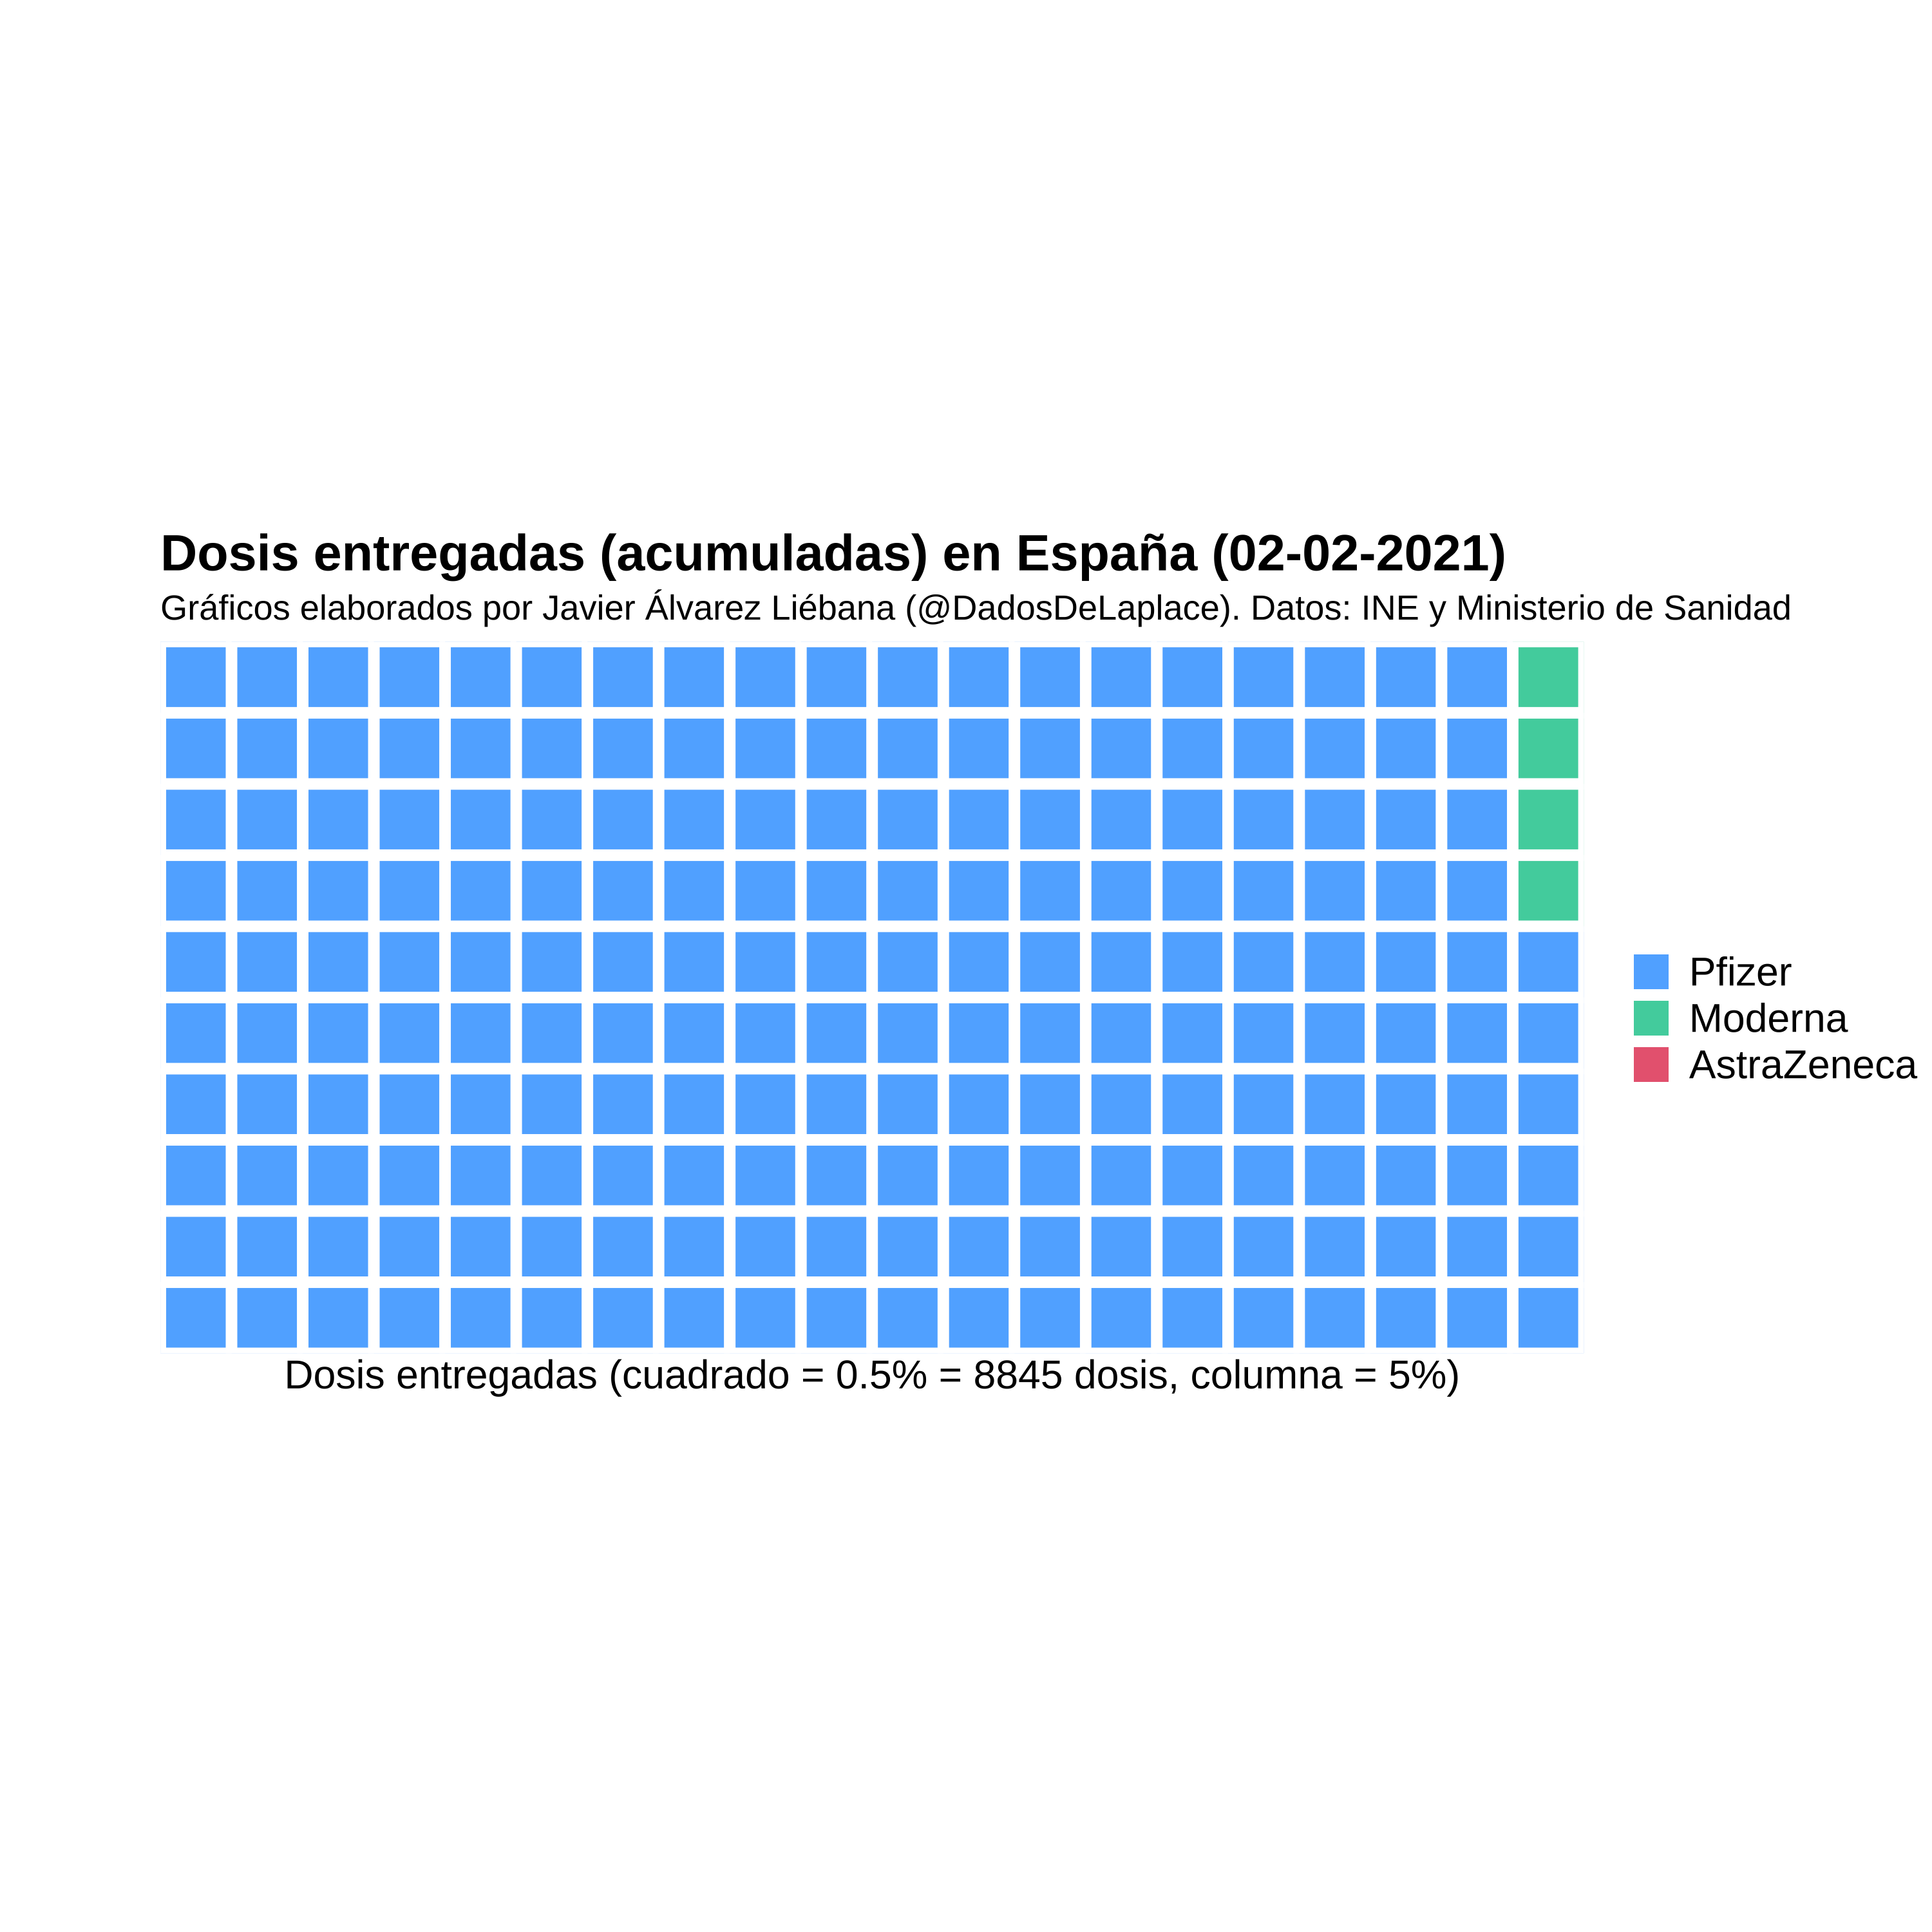 Dosis entregadas (acumuladas) en España (02-02-2021)
Gráficos elaborados por Javier Álvarez Liébana (@DadosDeLaplace). Datos: INE y Ministerio de Sanidad
Pfizer
Moderna
AstraZeneca
Dosis entregadas (cuadrado = 0.5% = 8845 dosis, columna = 5%)